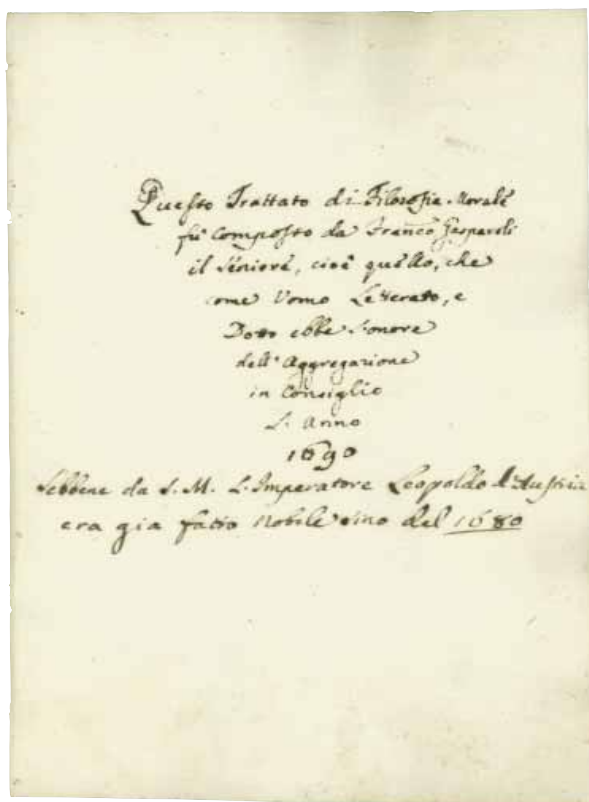 Questo Trattato di Filosofia Morale
fù Composto da Franco Gasparoli
il Seniore, cioè quello, che
come Uomo Letterato, e
Dotto ebbe l'onore
dell'Aggregazione
in Consiglio
L'Anno
1690
Sebbene da S. M. L'Imperatore Leopoldo d'Austria
era già fatto Nobile sino del 1680